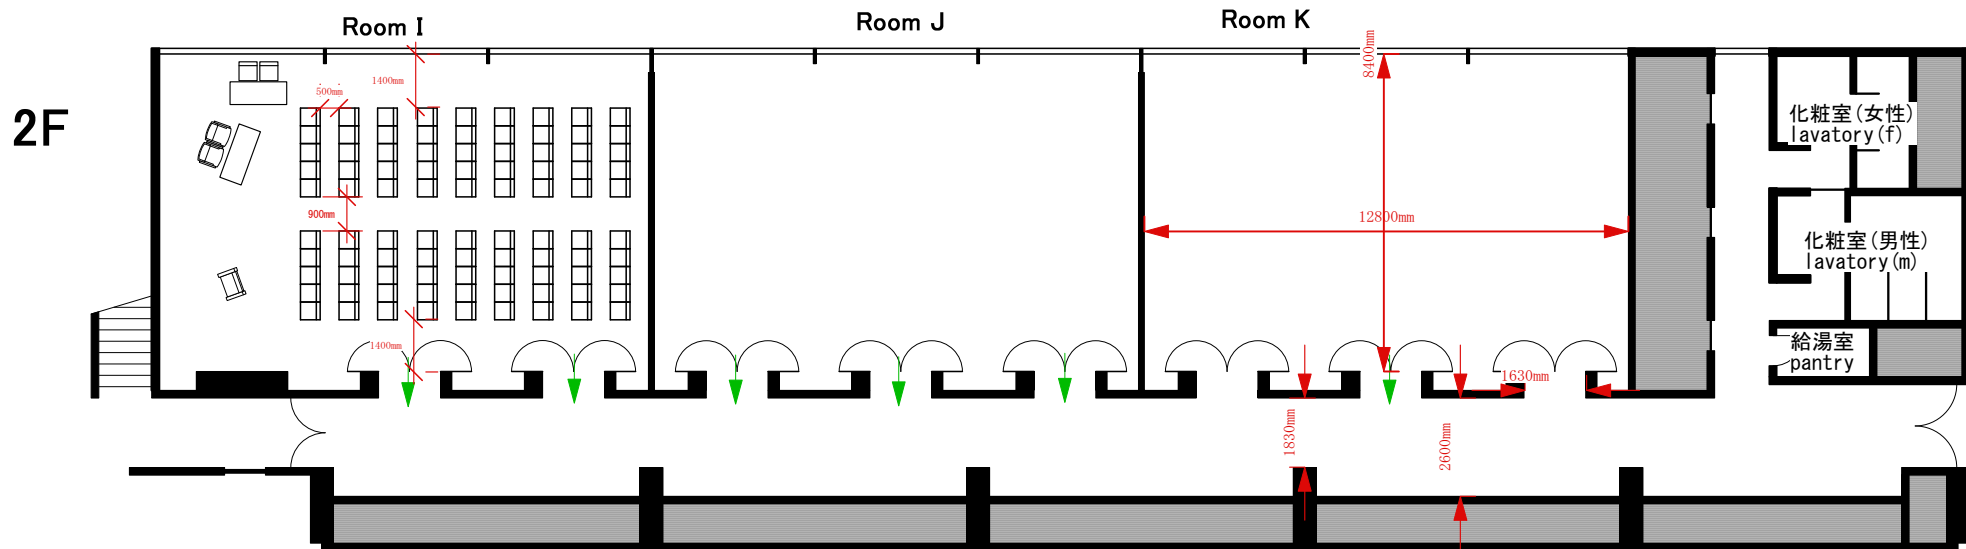 Room I
Room J
Room K
2F
500mm
1400mm
900mm
1400mm
8400mm
12800mm
1630mm
1830mm
2600mm
化粧室(女性)
lavatory(f)
化粧室(男性)
lavatory(m)
給湯室
pantry